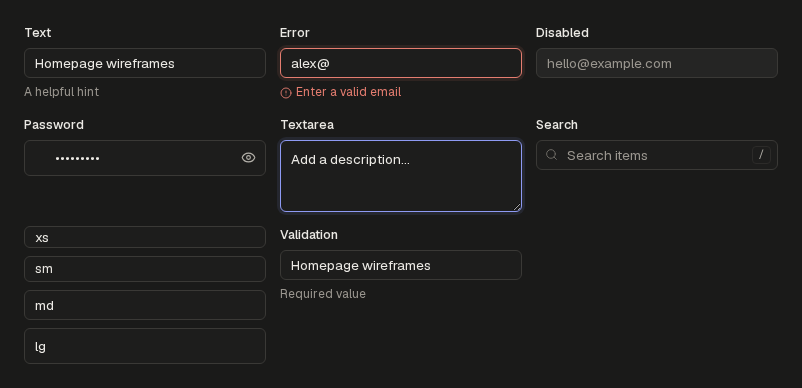 Text
Homepage wireframes
A helpful hint
Error
alex@
Enter a valid email
Disabled
hello@example.com
Password
•••••••••
Textarea
Add a description...
Search
Search items
/
xs
sm
md
lg
Validation
Homepage wireframes
Required value